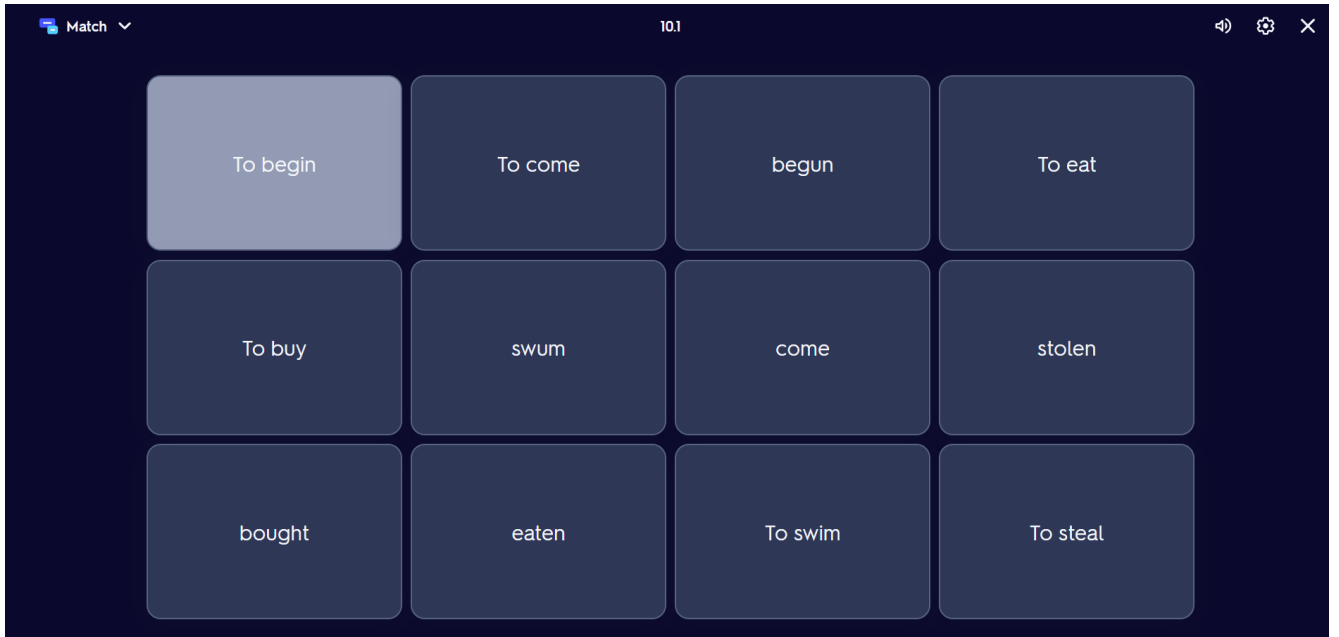 Match
10.1
To begin
To come
begun
To eat
To buy
swum
come
stolen
bought
eaten
To swim
To steal